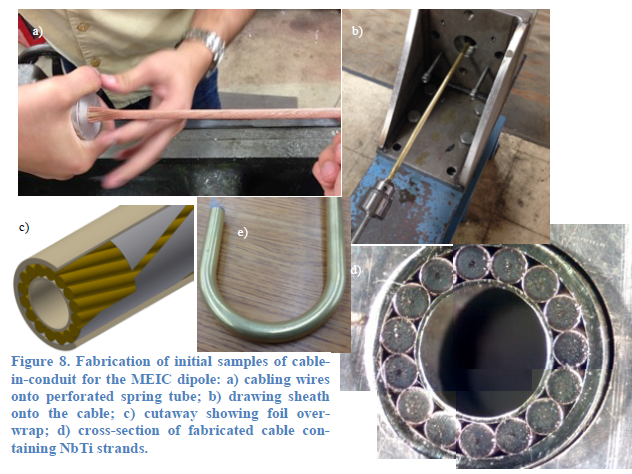 a)
b)
c)
e)
d)
Figure 8. Fabrication of initial samples of cable-
in-conduit for the MEIC dipole: a) cabling wires
onto perforated spring tube; b) drawing sheath
onto the cable; c) cutaway showing foil over-
wrap; d) cross-section of fabricated cable con-
taining NbTi strands.